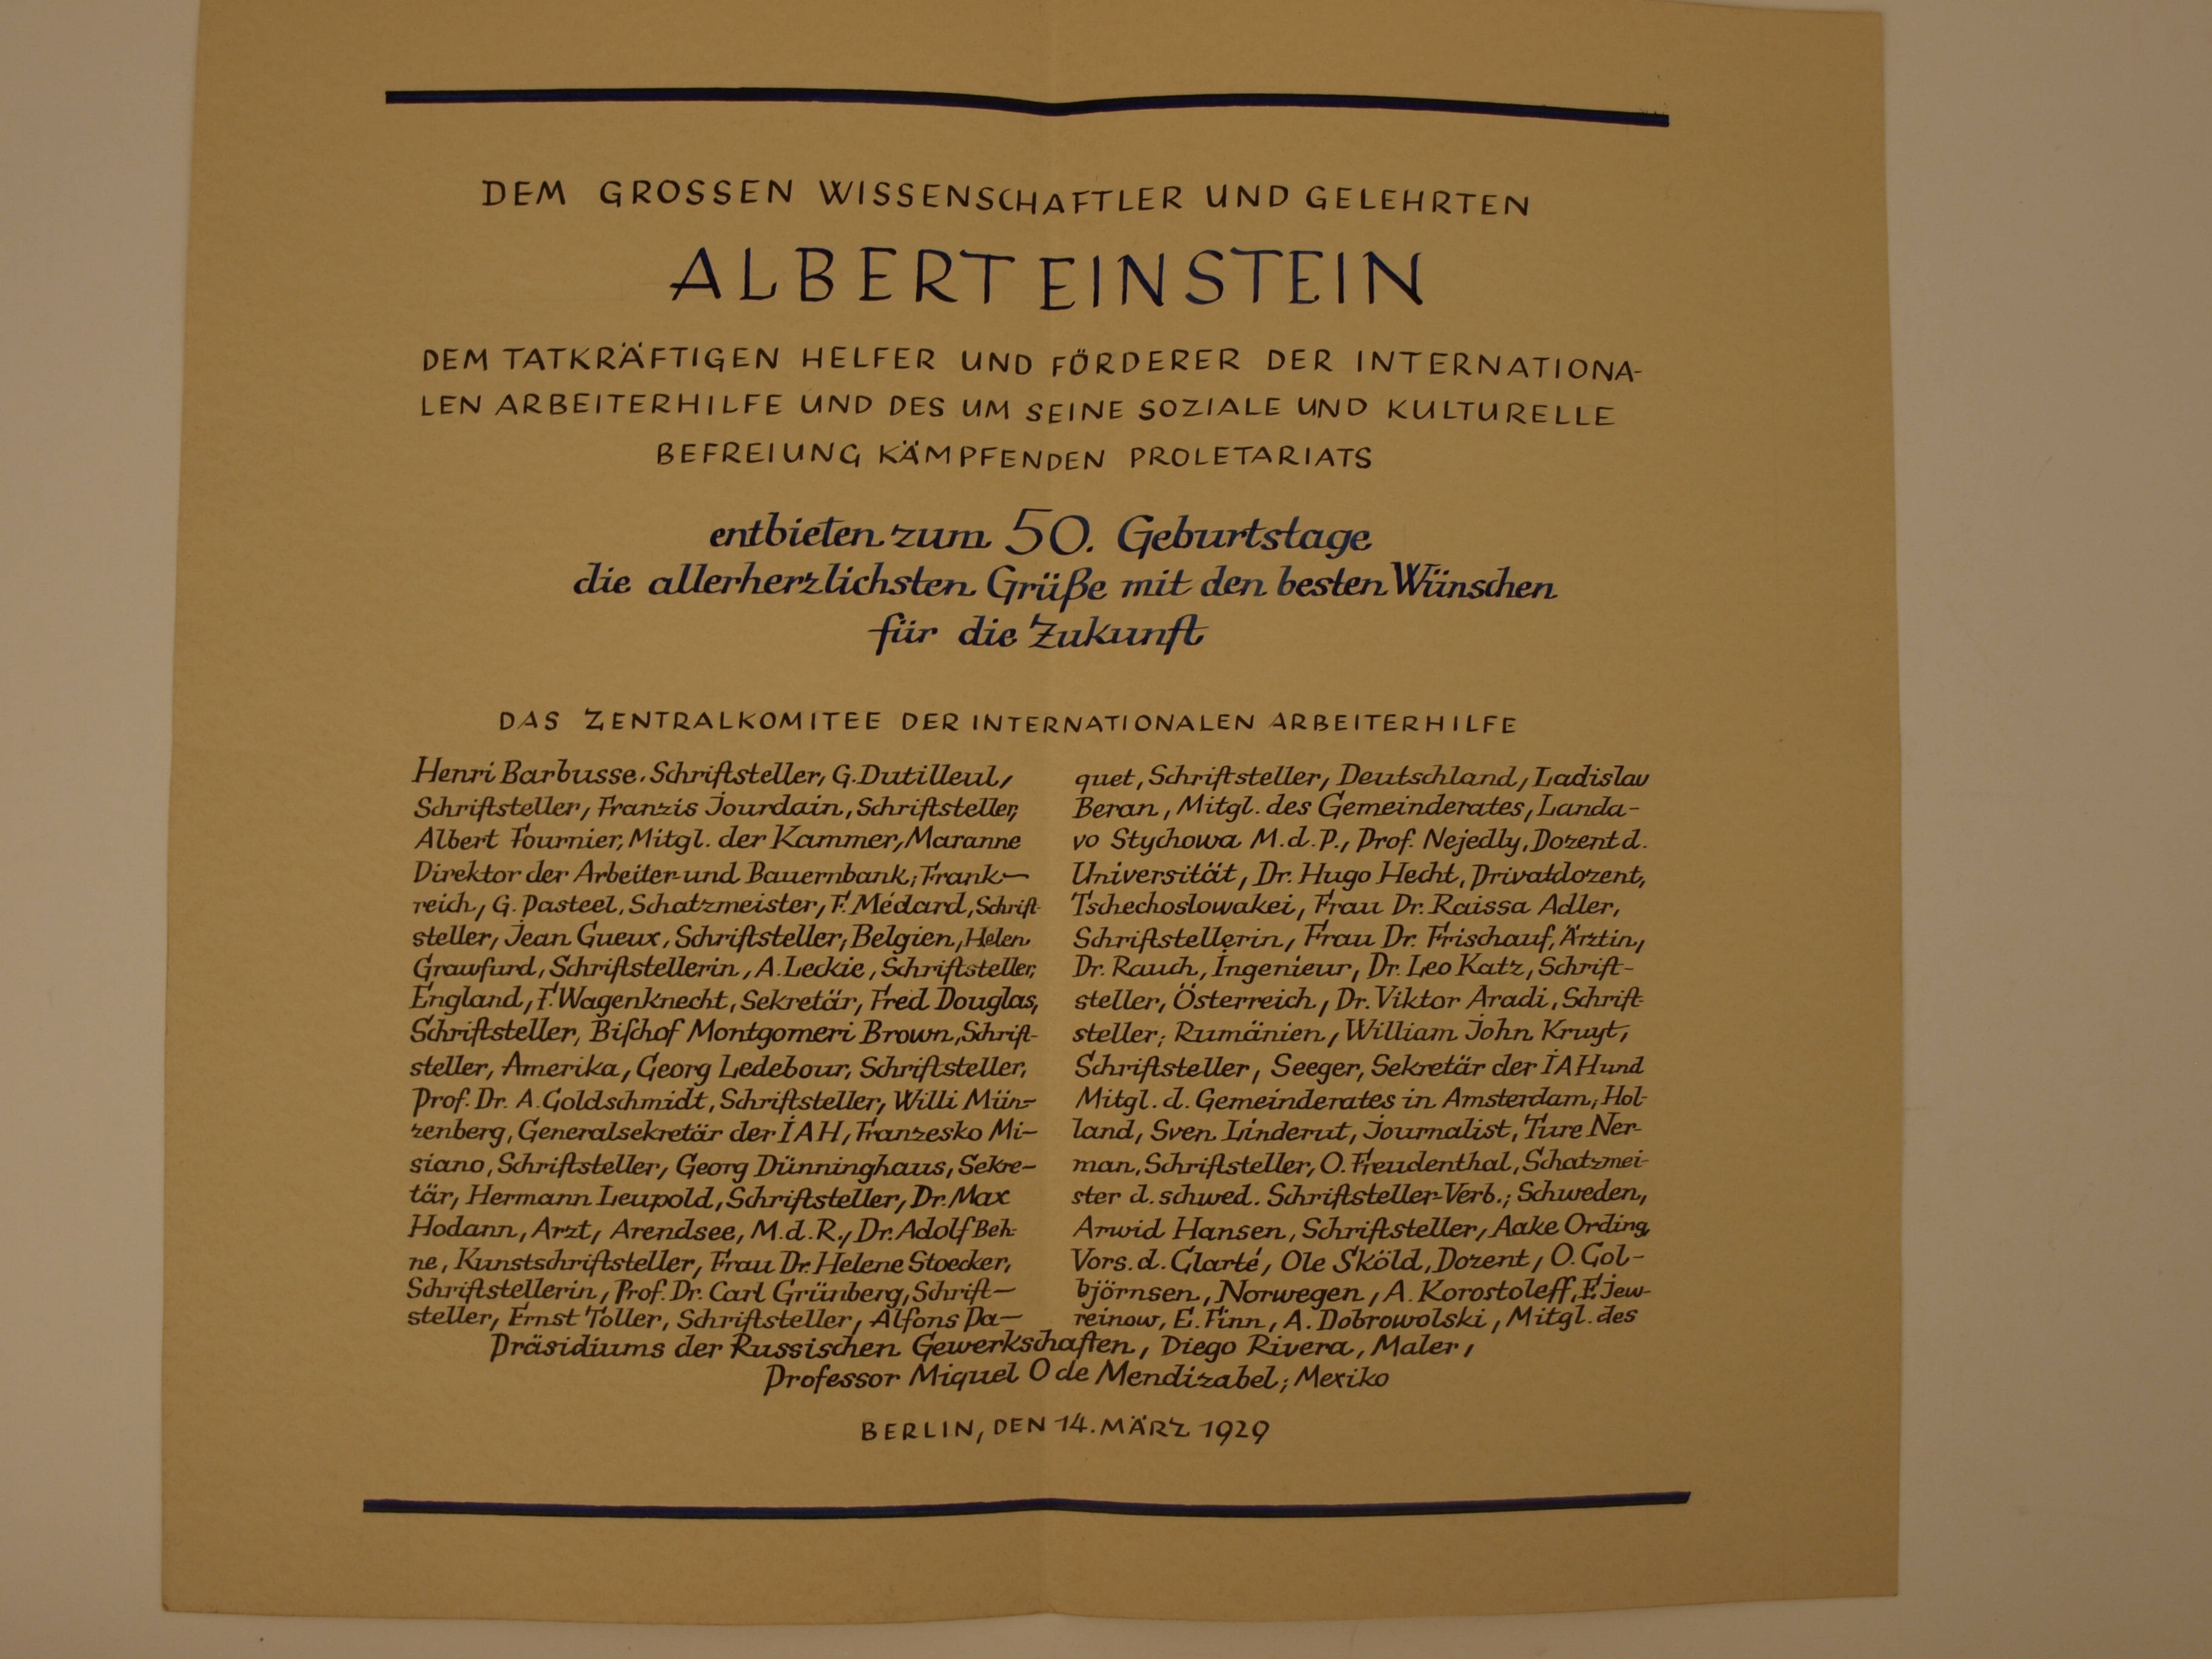 DEM GROSSEN WISSENSCHAFTLER UND GELEHRTEN
ALBERT EINSTEIN
DEM TATKRÄFTIGEN HELFER UND FÖRDERER DER INTERNATIONA-
LEN ARBEITERHILFE UND DES UM SEINE SOZIALE UND KULTURELLE
BEFREIUNG KÄMPFENDEN PROLETARIATS
entbieten zum 50. Geburtstage
die allerherzlichsten Grüße mit den besten Wünschen
für die Zukunft
DAS ZENTRALKOMITEE DER INTERNATIONALEN ARBEITERHILFE
Henri Barbusse, Schriftsteller, G. Dutilleul,
Schriftsteller, Franzis Jourdain, Schriftsteller,
Albert Fournier, Mitgl. der Kammer, Maranne
Direktor der Arbeiter- und Bauernbank; Frank-
reich, G. Pasteel, Schatzmeister, F. Médard, Schrift-
steller, Jean Gueux, Schriftsteller; Belgien, Helen
Grawfurd, Schriftstellerin, A. Leckie, Schriftsteller;
England, F. Wagenknecht, Sekretär, Fred Douglas,
Schriftsteller, Biſchof Montgomeri Brown, Schrift-
steller, Amerika, Georg Ledebour, Schriftsteller,
Prof. Dr. A. Goldschmidt, Schriftsteller, Willi Mün-
zenberg, Generalsekretär der IAH, Franzesko Mi-
siano, Schriftsteller, Georg Dünninghaus, Sekre-
tär, Hermann Leupold, Schriftsteller, Dr. Max
Hodann, Arzt, Arendsee, M.d.R., Dr. Adolf Beh-
ne, Kunstschriftsteller, Frau Dr. Helene Stoecker,
Schriftstellerin, Prof. Dr. Carl Grünberg, Schrift-
steller, Ernst Toller, Schriftsteller, Alfons Pa-
quet, Schriftsteller, Deutschland, Ladislav
Beran, Mitgl. des Gemeinderates, Landa-
vo Stychowa M.d.P., Prof. Nejedly, Dozent d.
Universität, Dr. Hugo Hecht, Privatdozent,
Tschechoslowakei, Frau Dr. Raissa Adler,
Schriftstellerin, Frau Dr. Frischauf, Ärztin,
Dr. Rauch, Ingenieur, Dr. Leo Katz, Schrift-
steller, Österreich, Dr. Viktor Aradi, Schrift-
steller; Rumänien, William John Kruyt,
Schriftsteller, Seeger, Sekretär der IAH und
Mitgl. d. Gemeinderates in Amsterdam; Hol-
land, Sven Linderut, Journalist, Ture Ner-
man, Schriftsteller, O. Freudenthal, Schatzmei-
ster d. schwed. Schriftsteller-Verb.; Schweden,
Arwid Hansen, Schriftsteller, Aake Ording,
Vors. d. Clarté, Ole Sköld, Dozent, O. Gol-
björnsen, Norwegen, A. Korostoleff, F. Jew-
reinow, E. Finn, A. Dobrowolski, Mitgl. des
Präsidiums der Russischen Gewerkschaften, Diego Rivera, Maler,
Professor Miquel O de Mendizabel; Mexiko
BERLIN, DEN 14. MÄRZ 1929